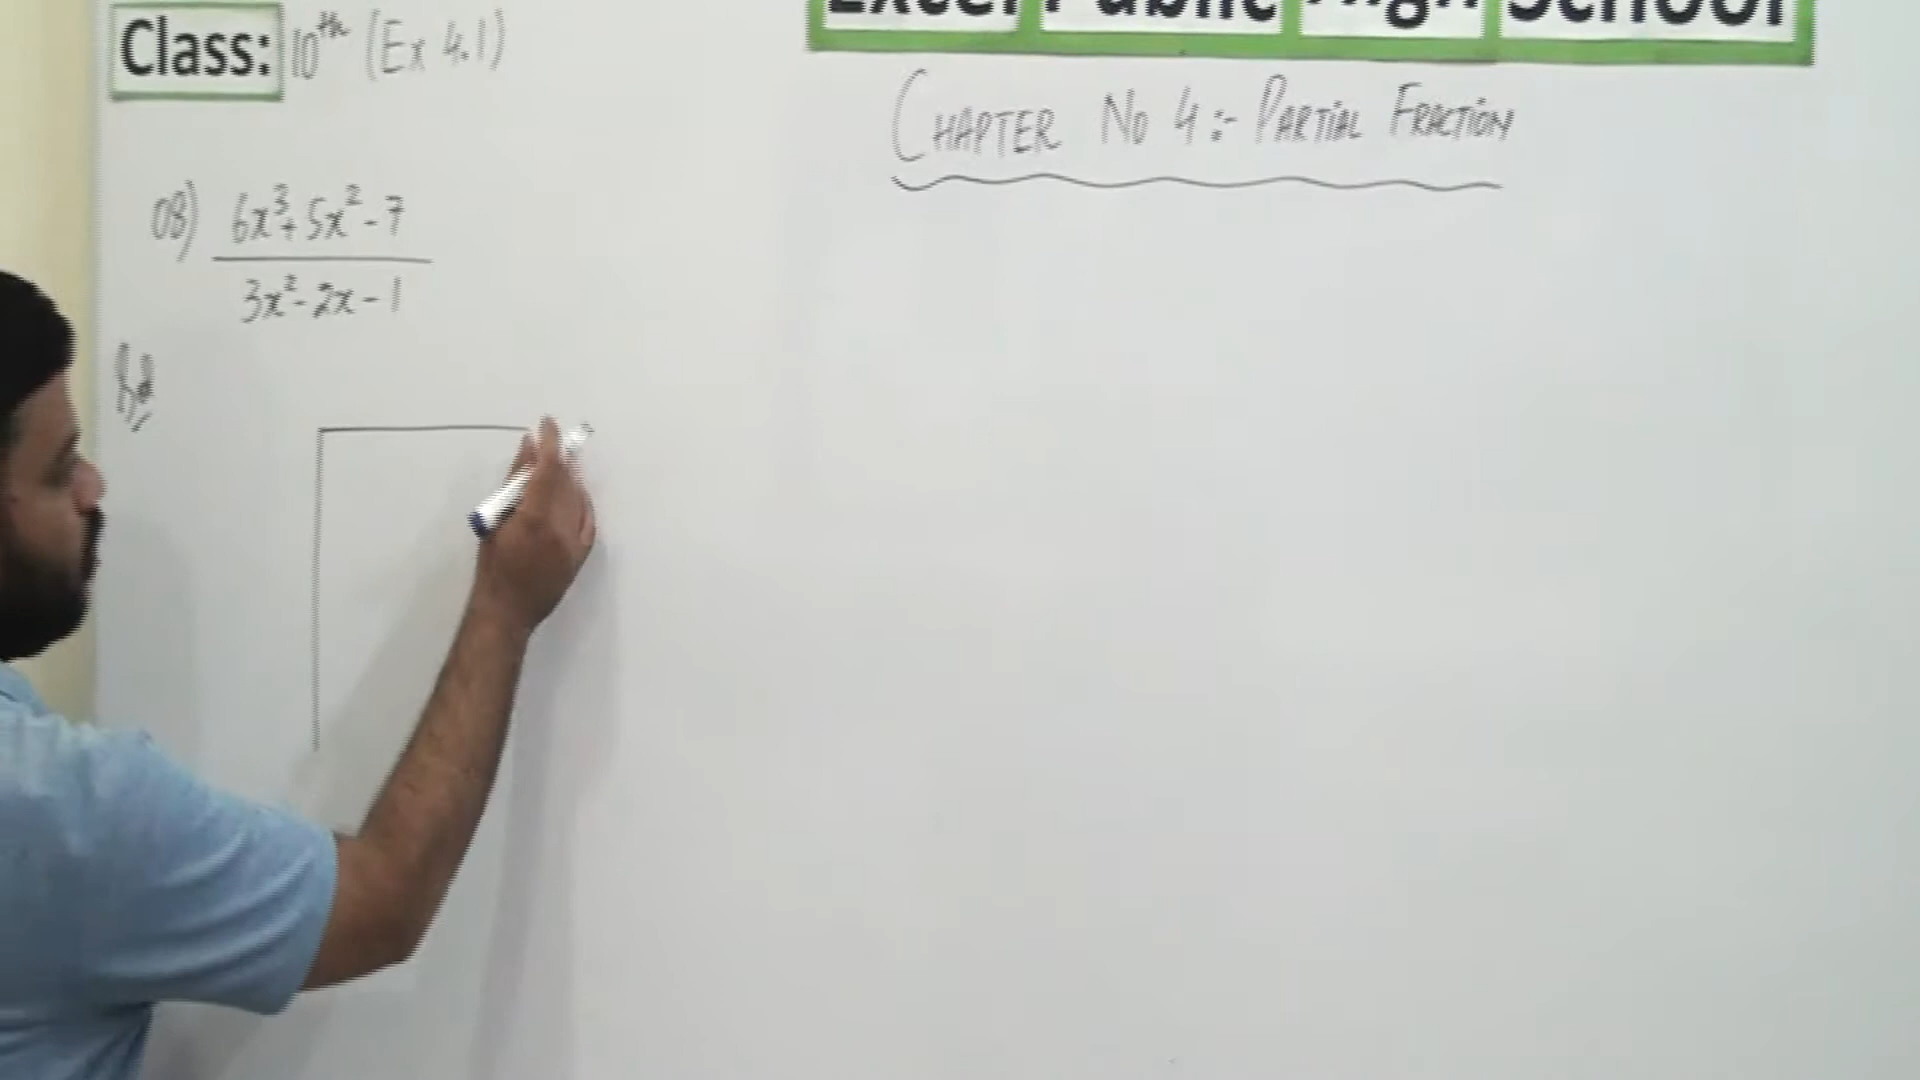 Excel Public High School
Class: 10th (Ex 4.1)
CHAPTER No 4:- PARTIAL FRACTION
08) 6x³+5x²-7
3x²-2x-1
Sol